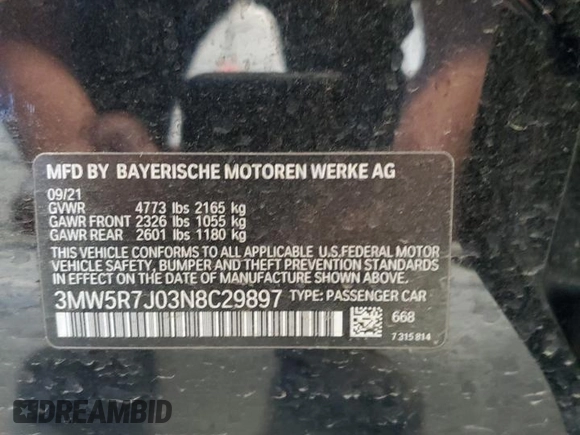 MFD BY BAYERISCHE MOTOREN WERKE AG
09/21
GVWR 4773 lbs 2165 kg
GAWR FRONT 2326 lbs 1055 kg
GAWR REAR 2601 lbs 1180 kg
THIS VEHICLE CONFORMS TO ALL APPLICABLE U.S.FEDERAL MOTOR
VEHICLE SAFETY, BUMPER AND THEFT PREVENTION STANDARDS
IN EFFECT ON THE DATE OF MANUFACTURE SHOWN ABOVE.
3MW5R7J03N8C29897 TYPE: PASSENGER CAR
668
7 315 814
DREAMBID